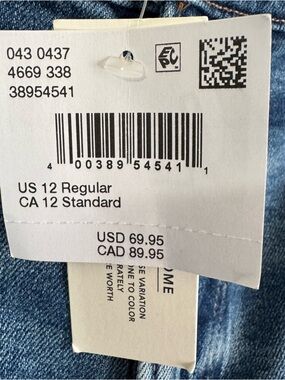 043 0437
4669 338
38954541
4 00389 54541 1
US 12 Regular
CA 12 Standard
USD 69.95
CAD 89.95
OME
SE VARIATION
NE TO COLOR
RATELY
E WORTH